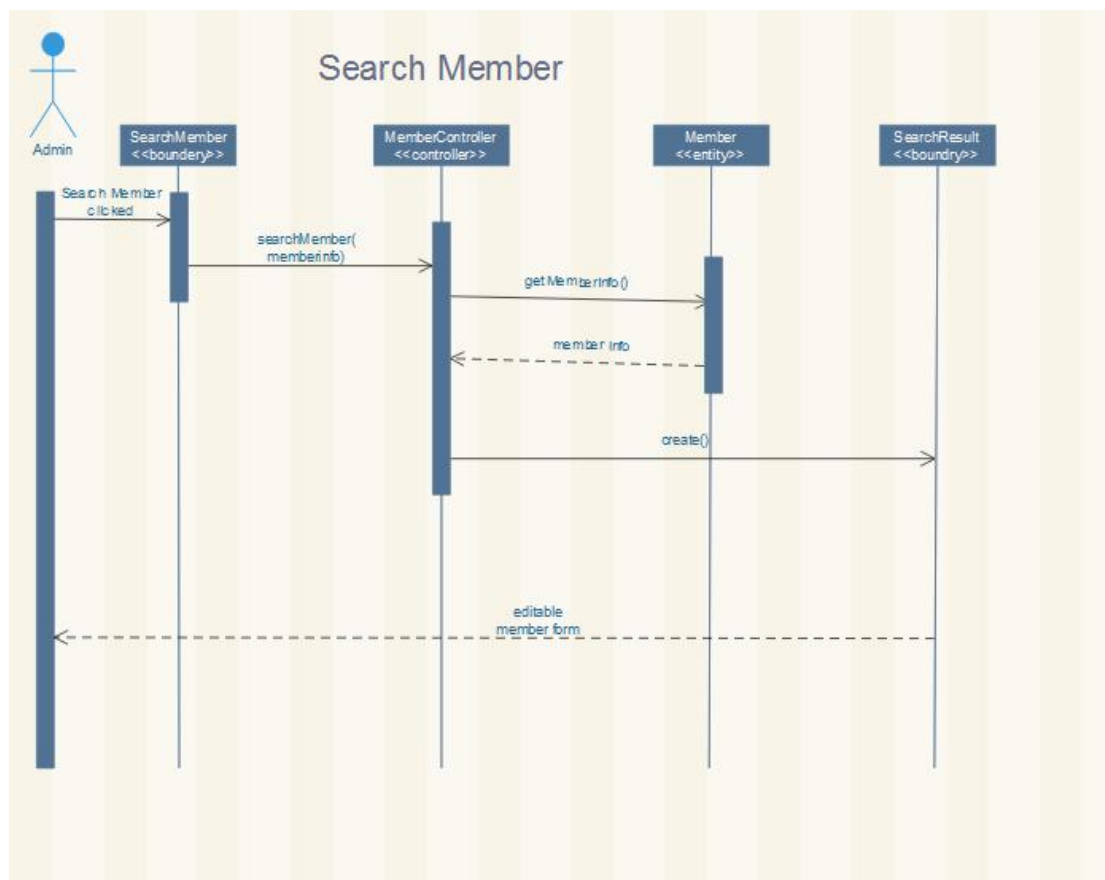 Search Member
Admin
SearchMember
<<boundery>>
MemberController
<<controller>>
Member
<<entity>>
SearchResult
<<boundry>>
Search Member
clicked
searchMember(
memberinfo)
getMemberInfo()
member info
create()
editable
member form